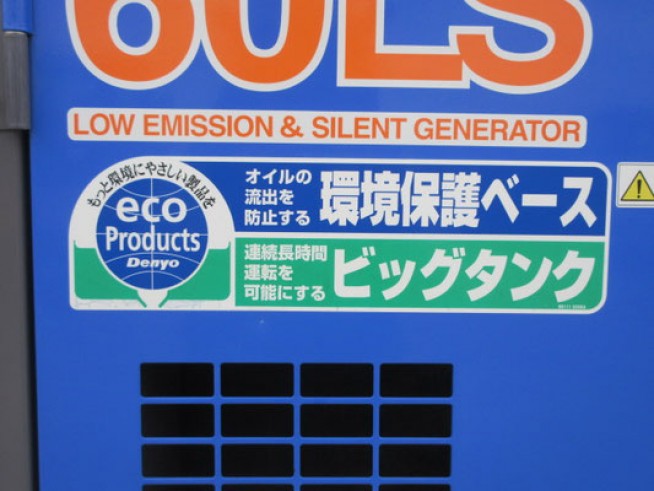 60LS
LOW EMISSION & SILENT GENERATOR
もっと環境にやさしい製品を
eco
Products
Denyo
オイルの
流出を
防止する
環境保護ベース
連続長時間
運転を
可能にする
ビッグタンク